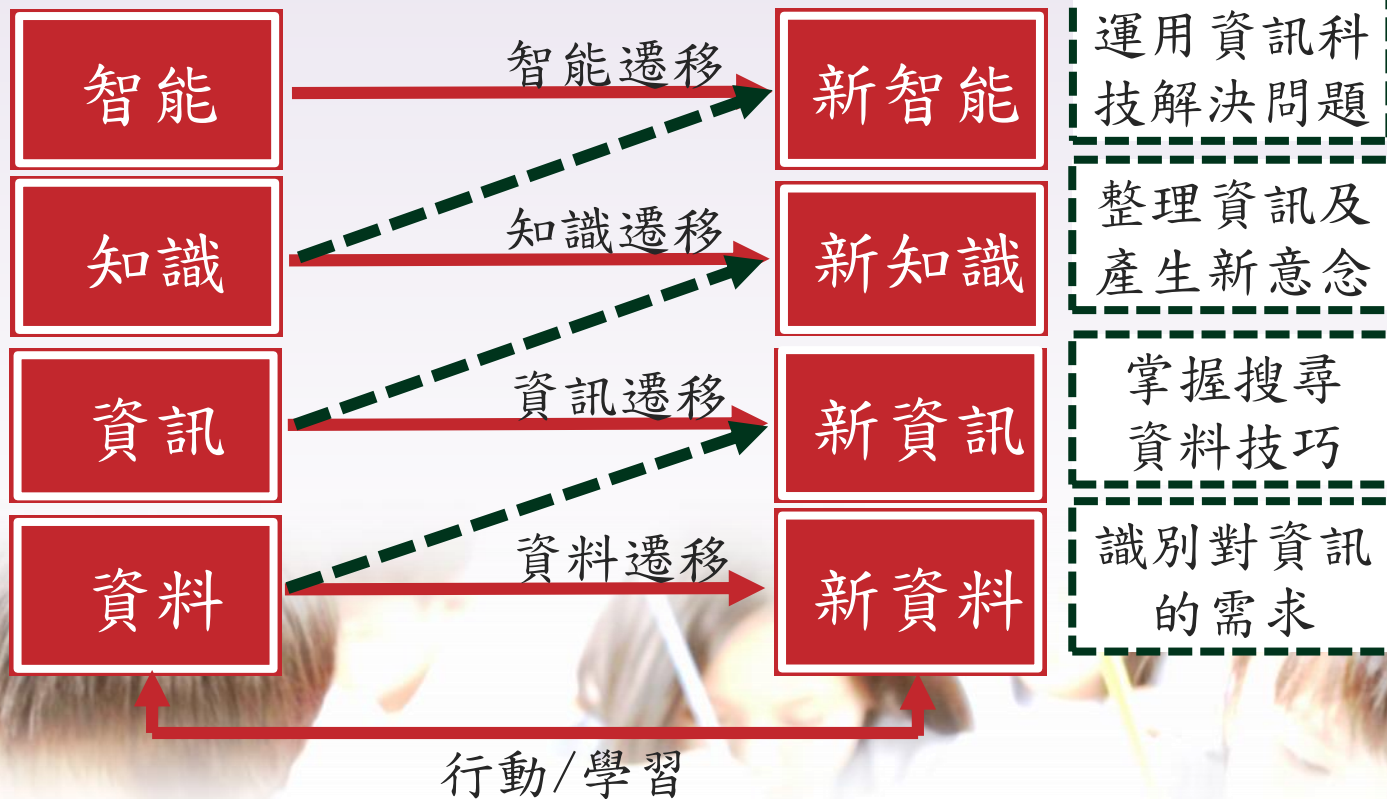 智能
智能遷移
新智能
運用資訊科
技解決問題
知識
知識遷移
新知識
整理資訊及
產生新意念
資訊
資訊遷移
新資訊
掌握搜尋
資料技巧
資料
資料遷移
新資料
識別對資訊
的需求
行動/學習